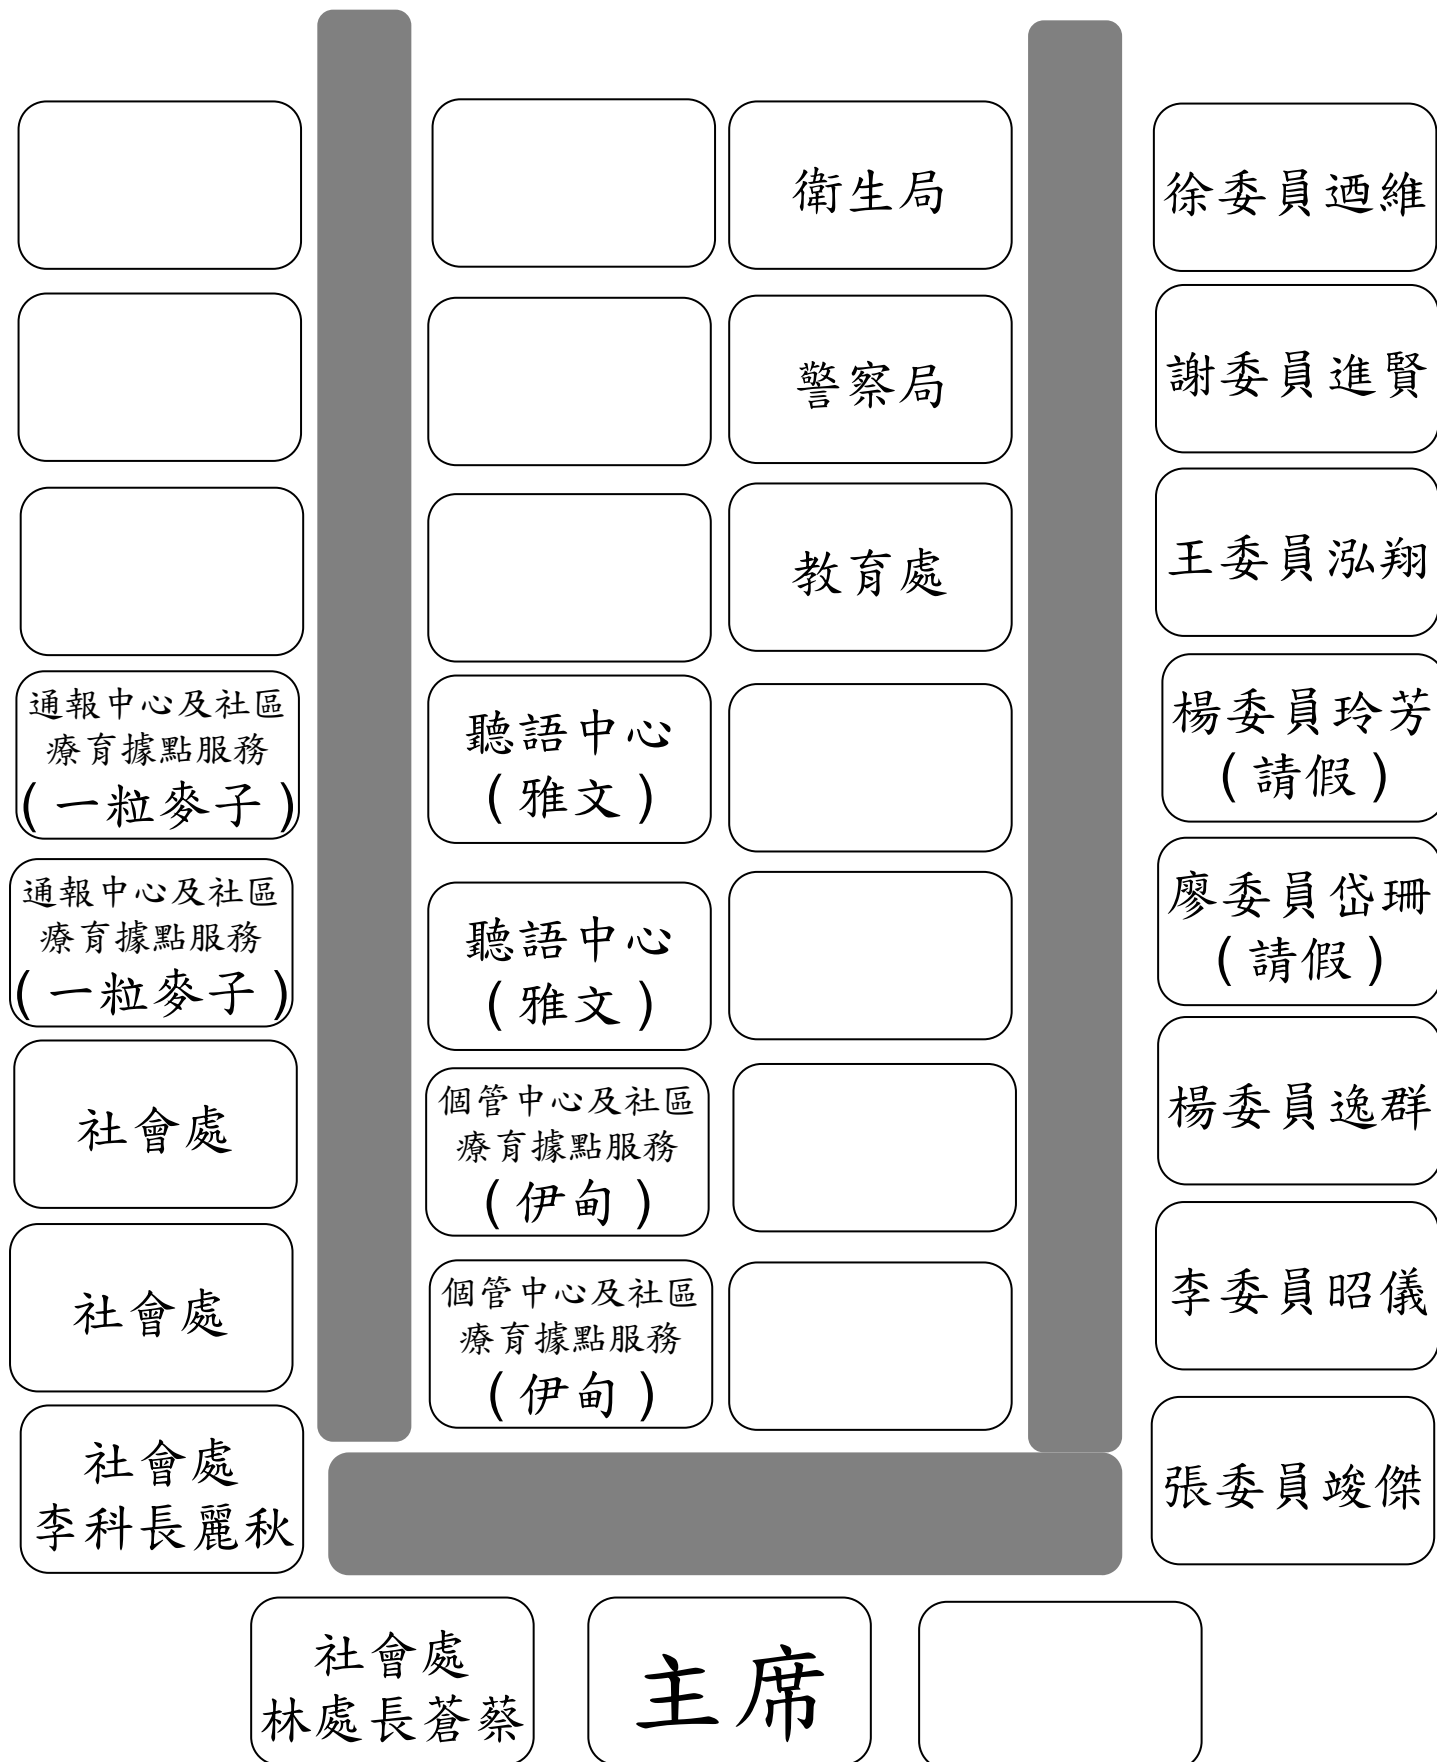 衛生局
徐委員迺維
警察局
謝委員進賢
教育處
王委員泓翔
通報中心及社區
療育據點服務
(一粒麥子)
聽語中心
(雅文)
楊委員玲芳
(請假)
通報中心及社區
療育據點服務
(一粒麥子)
聽語中心
(雅文)
廖委員岱珊
(請假)
社會處
個管中心及社區
療育據點服務
(伊甸)
楊委員逸群
社會處
個管中心及社區
療育據點服務
(伊甸)
李委員昭儀
社會處
李科長麗秋
張委員竣傑
社會處
林處長蒼蔡
主席